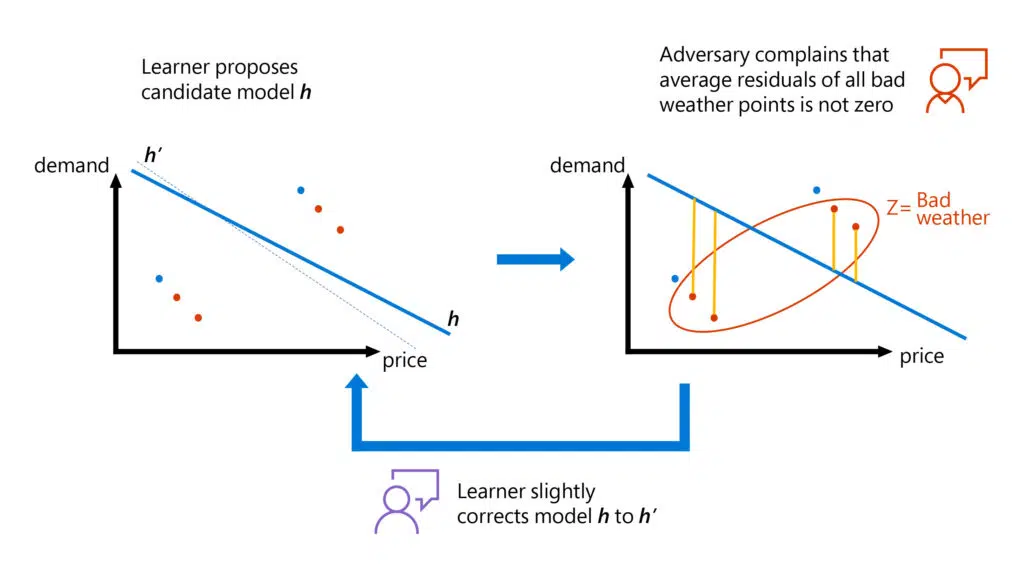 Learner proposes
candidate model h
demand
h′
h
price
Adversary complains that
average residuals of all bad
weather points is not zero
demand
Z= Bad
weather
price
Learner slightly
corrects model h to h′